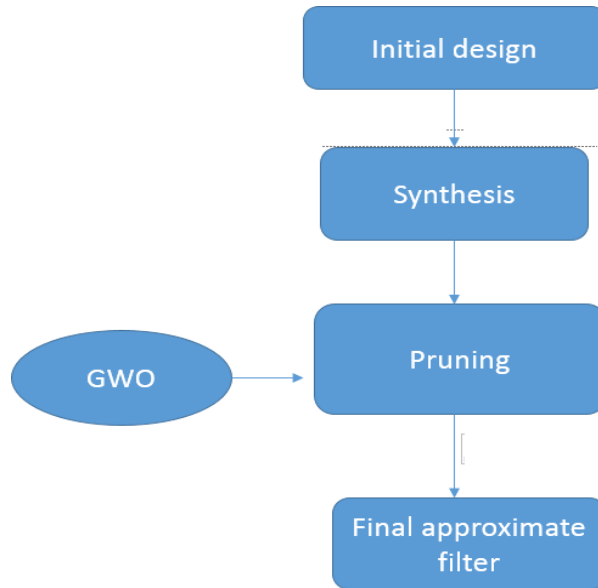 Initial design
Synthesis
GWO
Pruning
Final approximate
filter